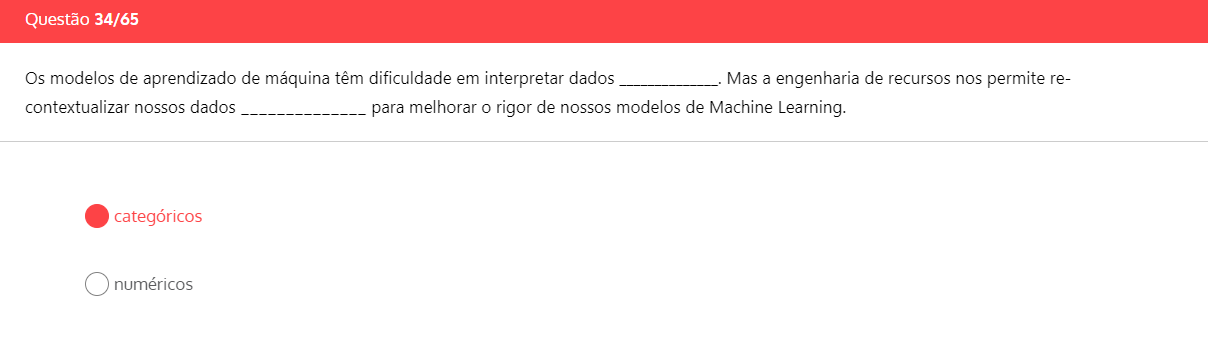 Questão 34/65
Os modelos de aprendizado de máquina têm dificuldade em interpretar dados ______________. Mas a engenharia de recursos nos permite re-
contextualizar nossos dados ______________ para melhorar o rigor de nossos modelos de Machine Learning.
categóricos
numéricos